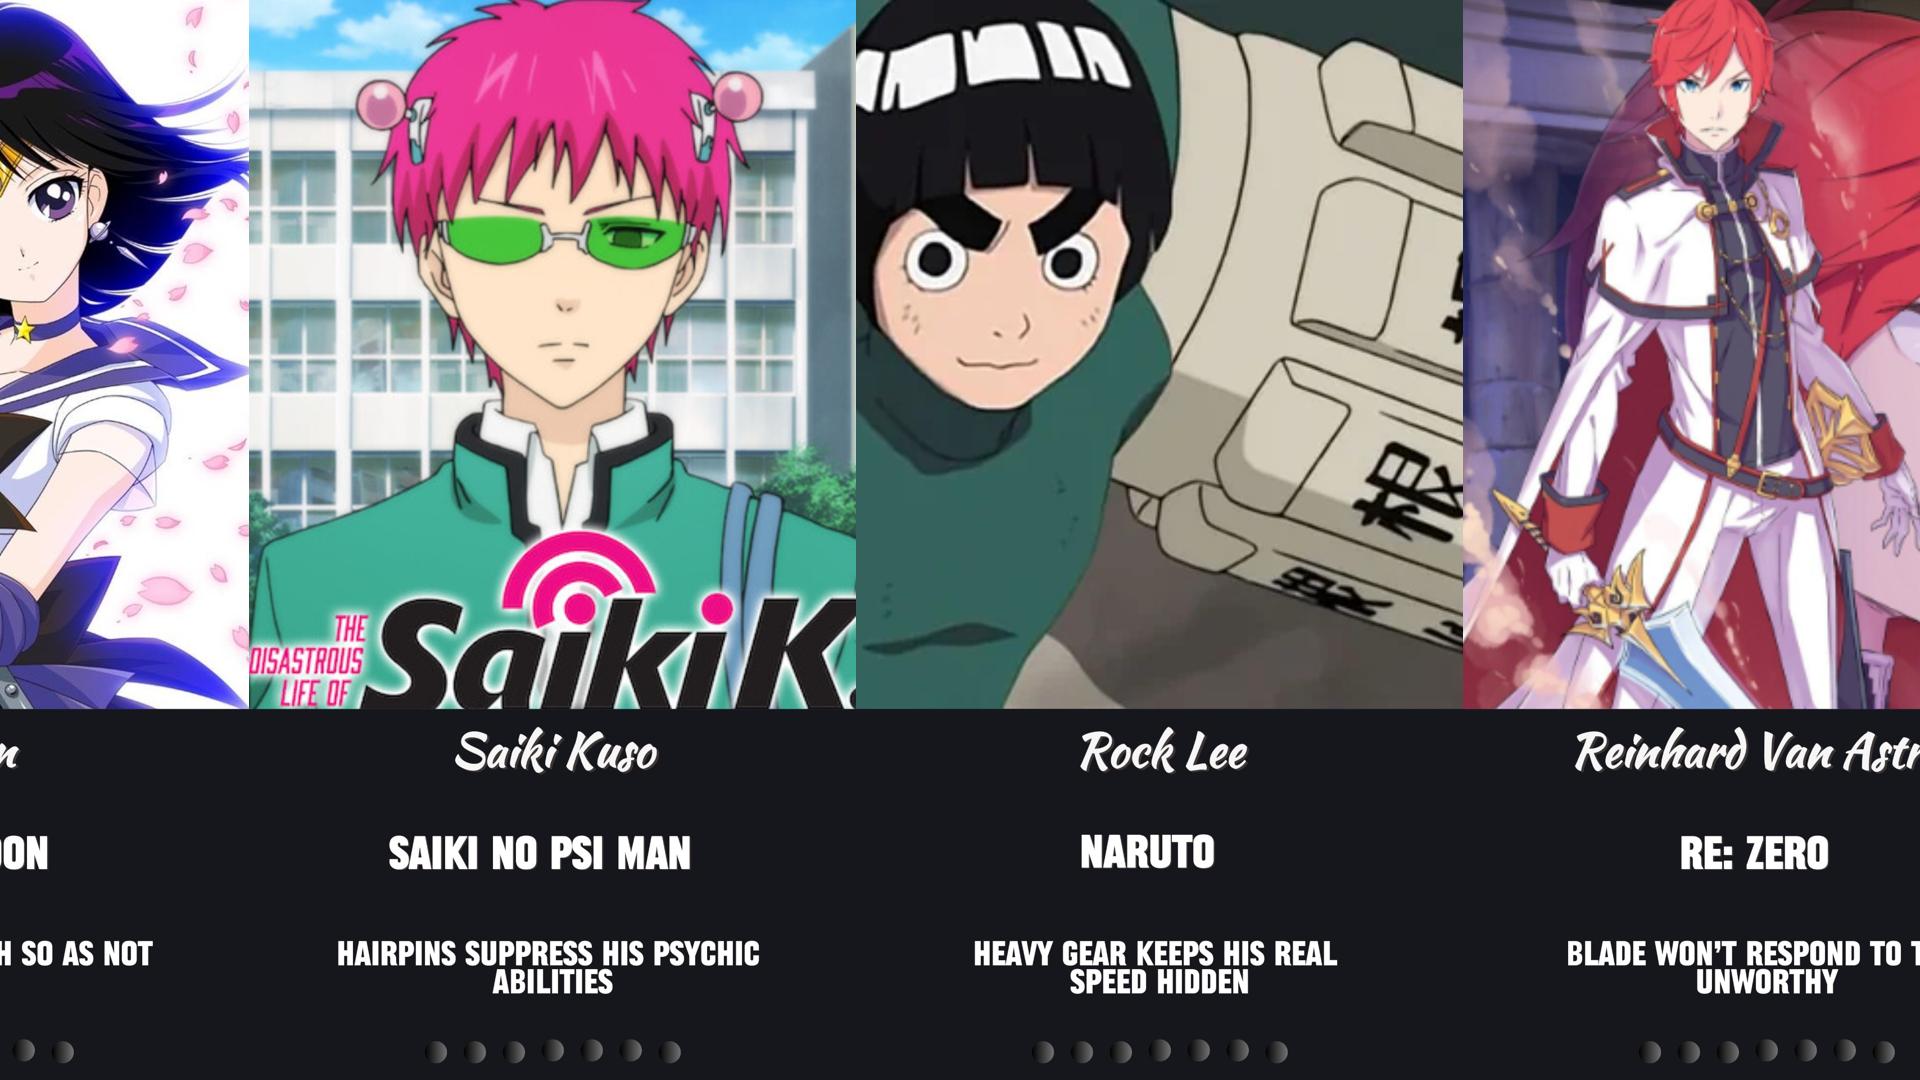 THE
DISASTROUS
LIFE OF
Saiki K.
根
n
Saiki Kuso
Rock Lee
Reinhard Van Astr
OON
SAIKI NO PSI MAN
NARUTO
RE: ZERO
H SO AS NOT
HAIRPINS SUPPRESS HIS PSYCHIC
ABILITIES
HEAVY GEAR KEEPS HIS REAL
SPEED HIDDEN
BLADE WON'T RESPOND TO T
UNWORTHY